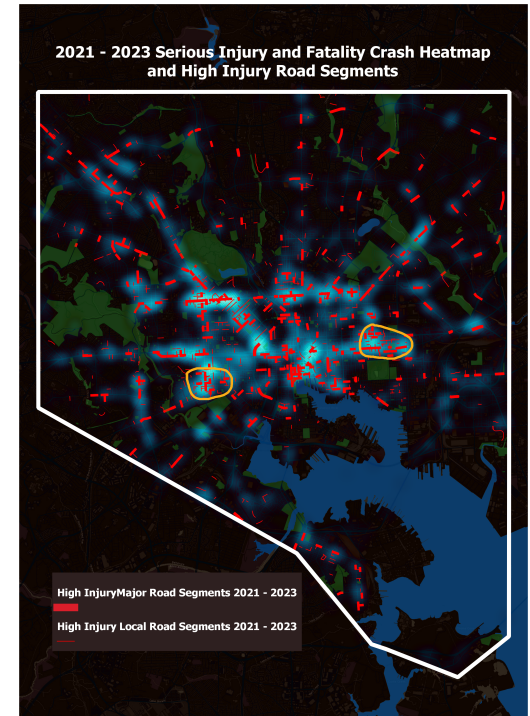 2021 - 2023 Serious Injury and Fatality Crash Heatmap
and High Injury Road Segments
High InjuryMajor Road Segments 2021 - 2023
High Injury Local Road Segments 2021 - 2023